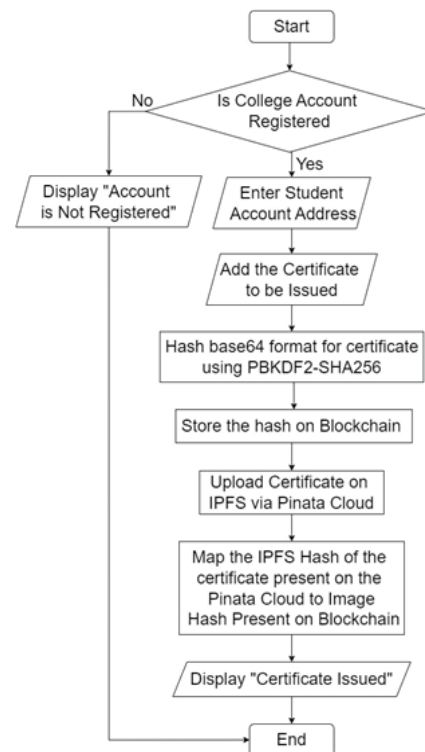 Start
Is College Account
Registered
No
Yes
Display "Account
is Not Registered"
Enter Student
Account Address
Add the Certificate
to be Issued
Hash base64 format for certificate
using PBKDF2-SHA256
Store the hash on Blockchain
Upload Certificate on
IPFS via Pinata Cloud
Map the IPFS Hash of the
certificate present on the
Pinata Cloud to Image
Hash Present on Blockchain
Display "Certificate Issued"
End